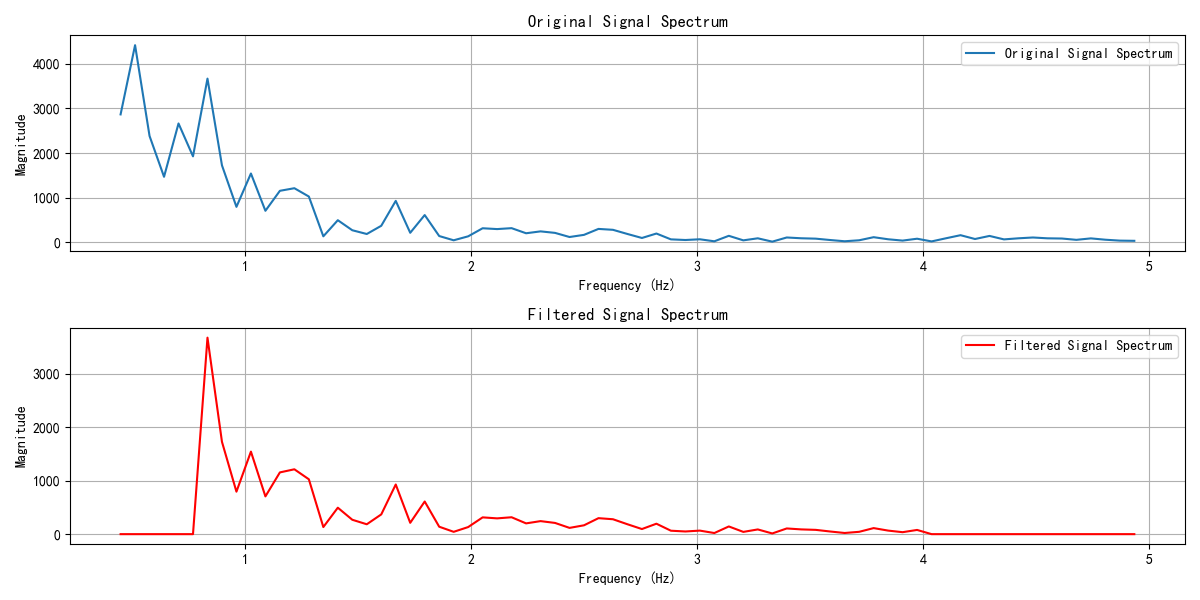 Original Signal Spectrum
Original Signal Spectrum
Magnitude
4000
3000
2000
1000
0
1 2 3 4 5
Frequency (Hz)
Filtered Signal Spectrum
Filtered Signal Spectrum
Magnitude
3000
2000
1000
0
1 2 3 4 5
Frequency (Hz)